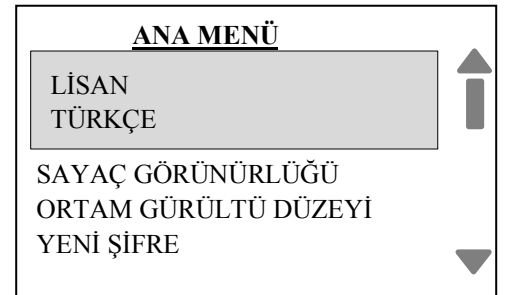 ANA MENÜ
LİSAN
TÜRKÇE
SAYAÇ GÖRÜNÜRLÜĞÜ
ORTAM GÜRÜLTÜ DÜZEYİ
YENİ ŞİFRE